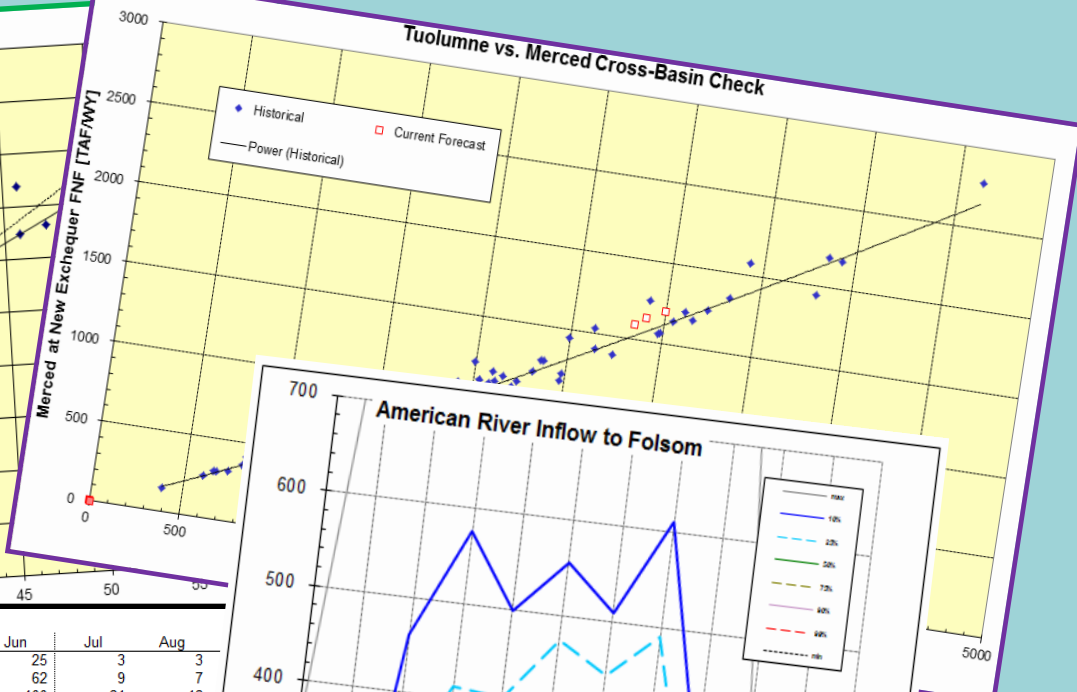 Tuolumne vs. Merced Cross-Basin Check
Merced at New Exchequer FNF [TAF/WY]
3000
2500
2000
1500
1000
500
0
0
500
5000
Historical
Current Forecast
Power (Historical)
American River Inflow to Folsom
700
600
500
400
max
10%
min
45
50
55
Jun Jul Aug
25 3 3
62 9 7